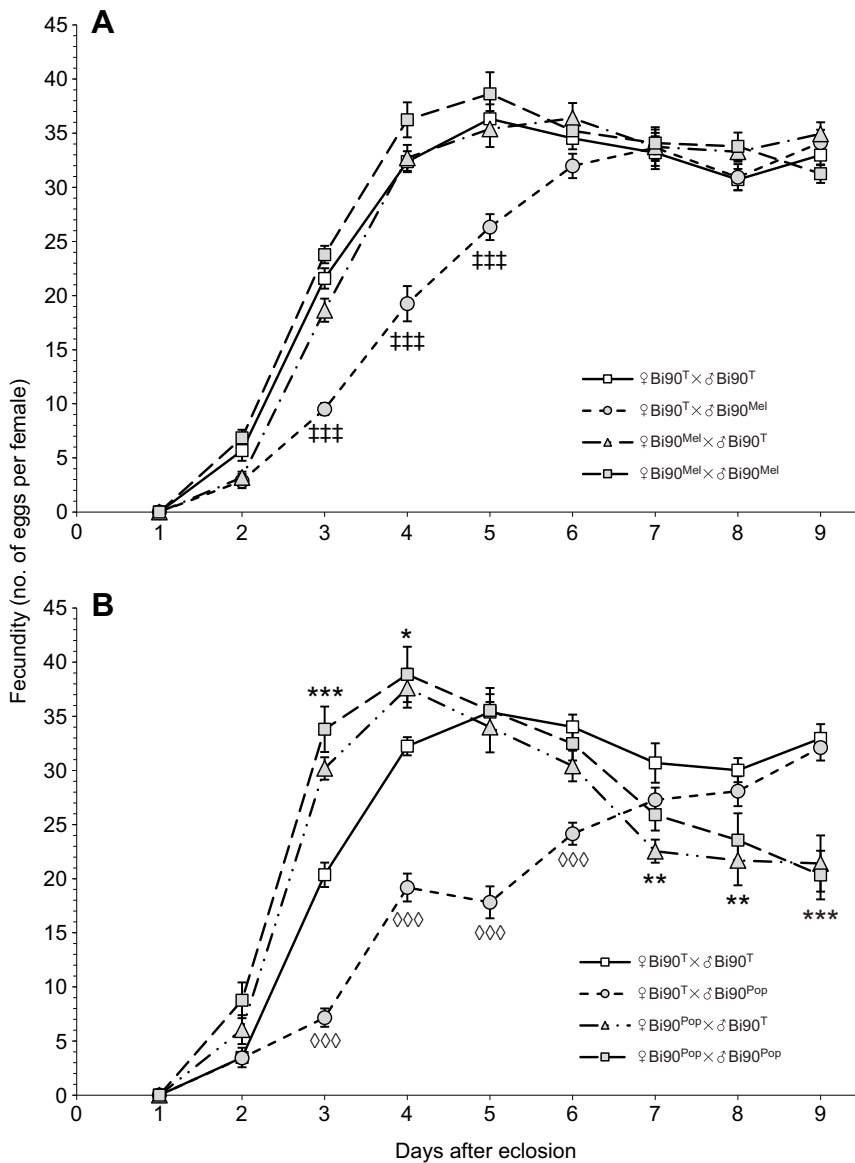 A
45
40
35
30
25
20
15
10
5
0
‡‡‡
‡‡‡
‡‡‡
♀Bi90ᵀ×♂Bi90ᵀ
♀Bi90ᵀ×♂Bi90ᴹᵉˡ
♀Bi90ᴹᵉˡ×♂Bi90ᵀ
♀Bi90ᴹᵉˡ×♂Bi90ᴹᵉˡ
0 1 2 3 4 5 6 7 8 9
Fecundity (no. of eggs per female)
B
45
40
35
30
25
20
15
10
5
0
*
***
◊◊◊
**
**
***
◊◊◊
◊◊◊
◊◊◊
♀Bi90ᵀ×♂Bi90ᵀ
♀Bi90ᵀ×♂Bi90ᴾᵒᵖ
♀Bi90ᴾᵒᵖ×♂Bi90ᵀ
♀Bi90ᴾᵒᵖ×♂Bi90ᴾᵒᵖ
0 1 2 3 4 5 6 7 8 9
Days after eclosion